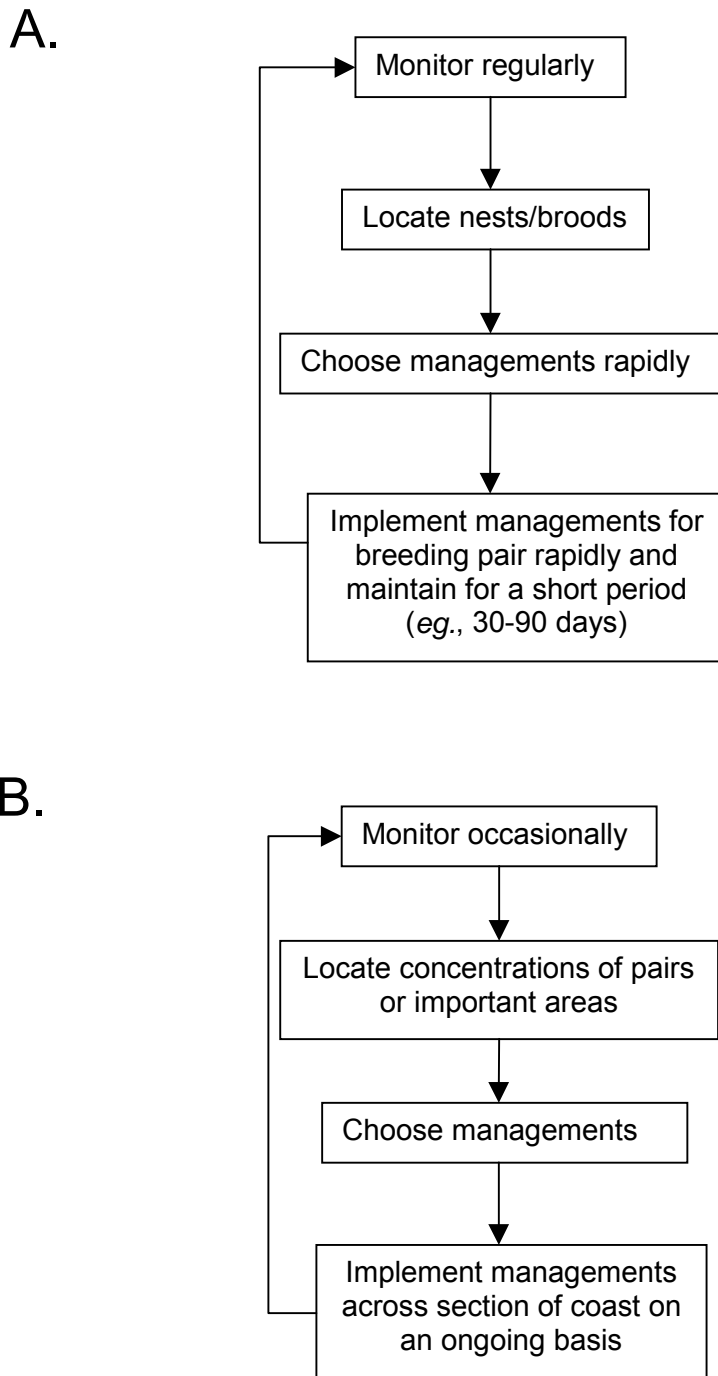 A.
Monitor regularly
Locate nests/broods
Choose managements rapidly
Implement managements for
breeding pair rapidly and
maintain for a short period
(eg., 30-90 days)
B.
Monitor occasionally
Locate concentrations of pairs
or important areas
Choose managements
Implement managements
across section of coast on
an ongoing basis